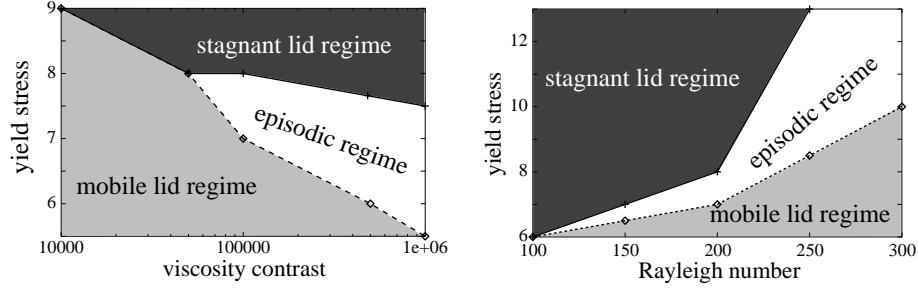 9
8
7
6
yield stress
stagnant lid regime
episodic regime
mobile lid regime
10000 100000 1e+06
viscosity contrast
12
10
8
6
yield stress
stagnant lid regime
episodic regime
mobile lid regime
100 150 200 250 300
Rayleigh number